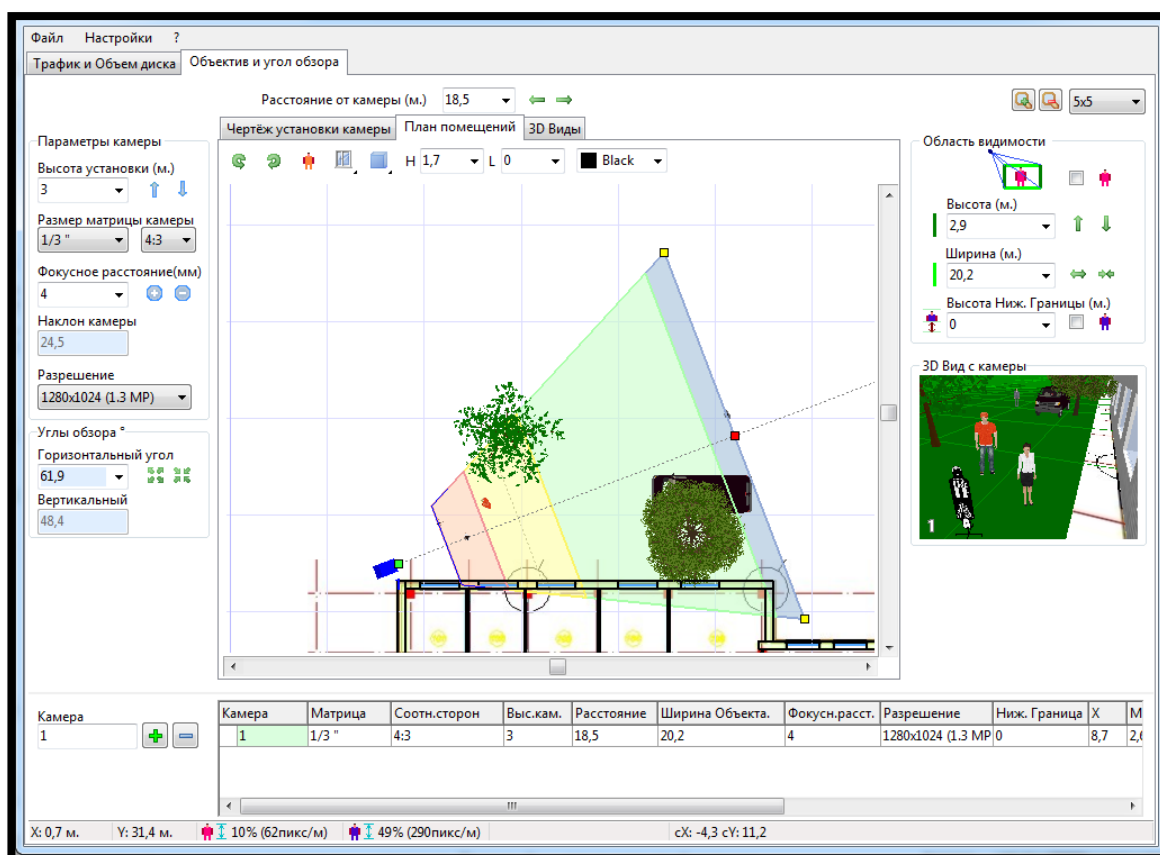 Файл Настройки ?
Трафик и Объем диска Объектив и угол обзора
Расстояние от камеры (м.) 18,5 5x5
Чертёж установки камеры План помещений 3D Виды
H 1,7 L 0 Black
Параметры камеры
Высота установки (м.)
3
Размер матрицы камеры
1/3 " 4:3
Фокусное расстояние(мм)
4
Наклон камеры
24,5
Разрешение
1280x1024 (1.3 MP)
Углы обзора °
Горизонтальный угол
61,9
Вертикальный
48,4
Область видимости
Высота (м.)
2,9
Ширина (м.)
20,2
Высота Ниж. Границы (м.)
0
3D Вид с камеры
1
Камера
1
Камера Матрица Соотн.сторон Выс.кам. Расстояние Ширина Объекта. Фокусн.расст. Разрешение Ниж. Граница X М
1 1/3 " 4:3 3 18,5 20,2 4 1280x1024 (1.3 MP 0 8,7
X: 0,7 м. Y: 31,4 м. 10% (62пикс/м) 49% (290пикс/м) cX: -4,3 cY: 11,2